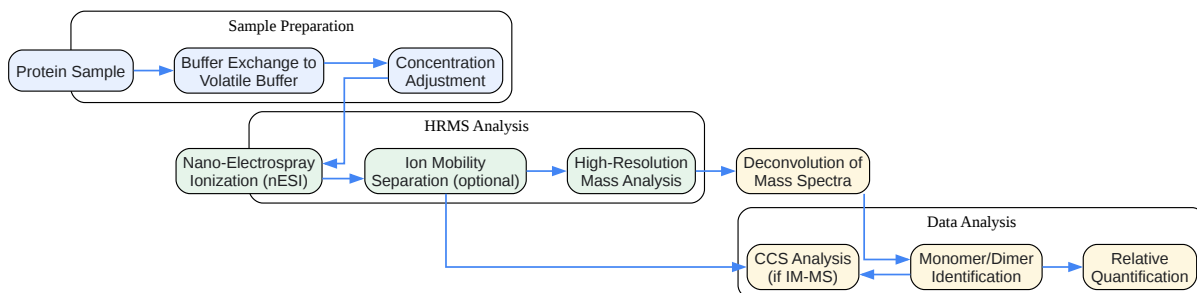 Sample Preparation
Protein Sample
Buffer Exchange to
Volatile Buffer
Concentration
Adjustment
HRMS Analysis
Nano-Electrospray
Ionization (nESI)
Ion Mobility
Separation (optional)
High-Resolution
Mass Analysis
Deconvolution of
Mass Spectra
Data Analysis
CCS Analysis
(if IM-MS)
Monomer/Dimer
Identification
Relative
Quantification